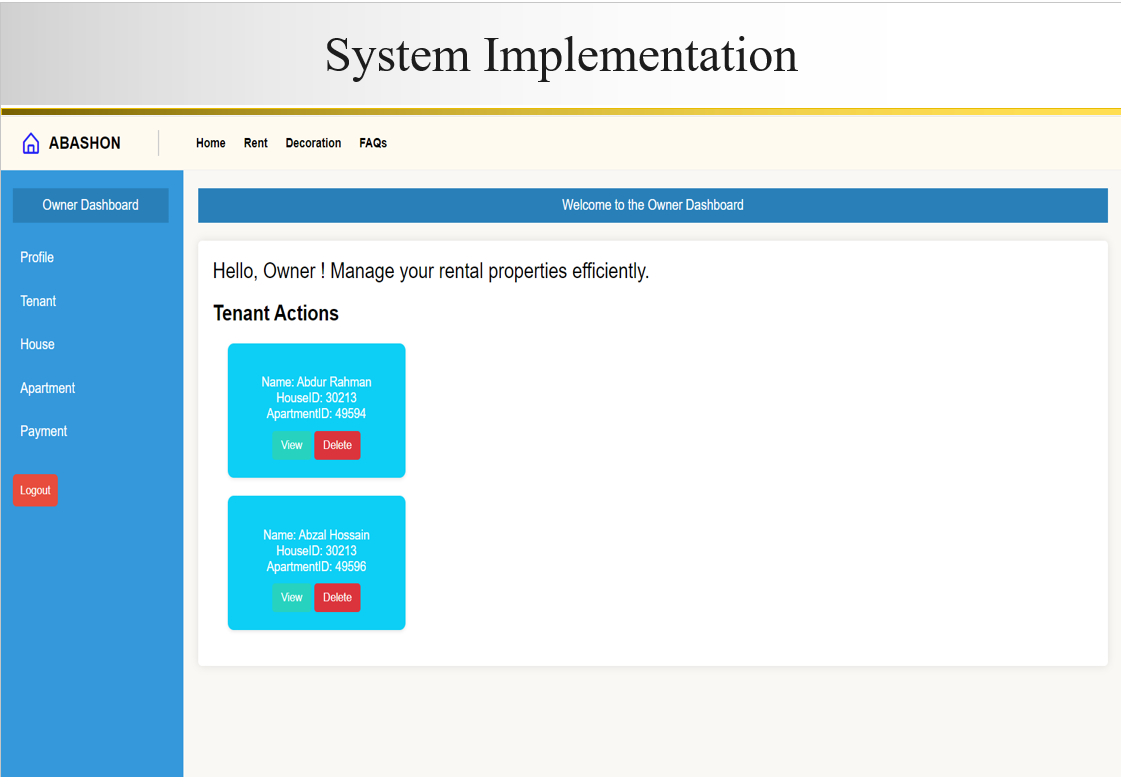 System Implementation
ABASHON
Home Rent Decoration FAQs
Owner Dashboard
Profile
Tenant
House
Apartment
Payment
Logout
Welcome to the Owner Dashboard
Hello, Owner ! Manage your rental properties efficiently.
Tenant Actions
Name: Abdur Rahman
HouseID: 30213
ApartmentID: 49594
View Delete
Name: Abzal Hossain
HouseID: 30213
ApartmentID: 49596
View Delete